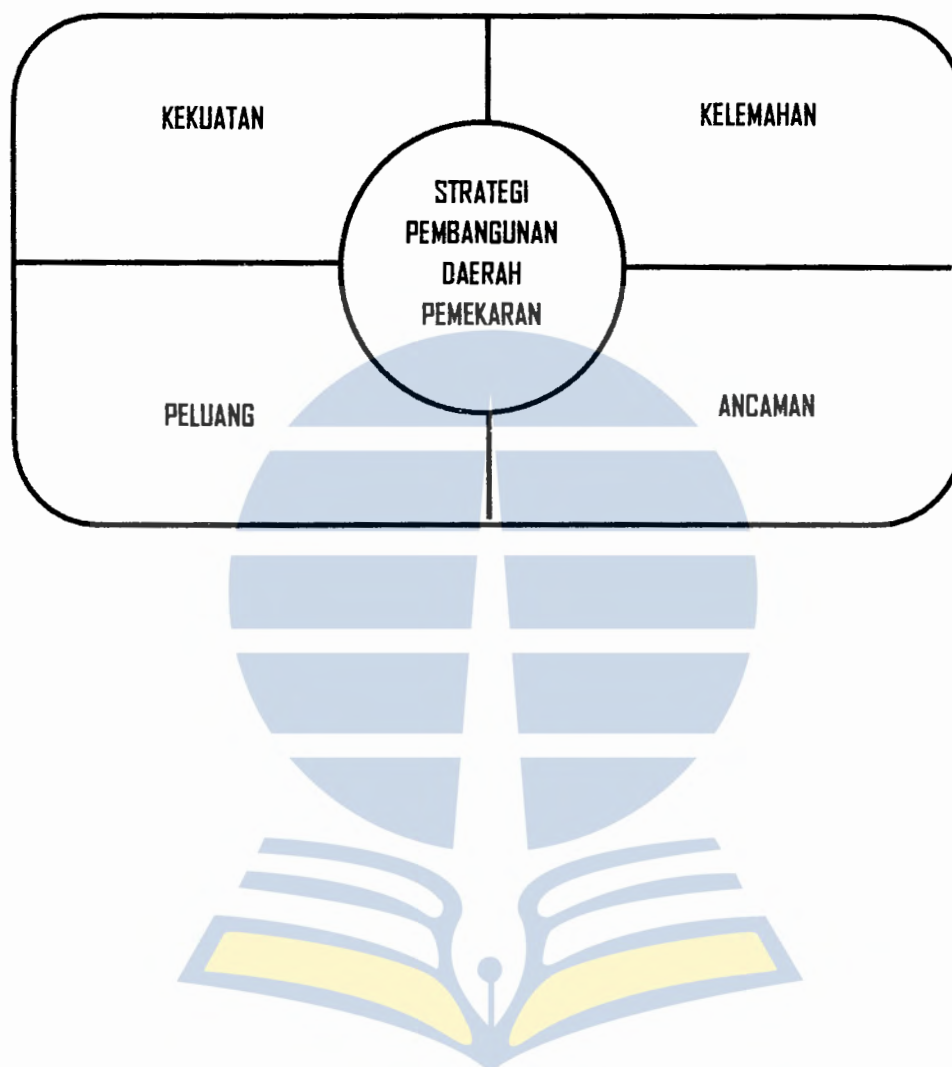 KEKUATAN
KELEMAHAN
STRATEGI
PEMBANGUNAN
DAERAH
PEMEKARAN
PELUANG
ANCAMAN